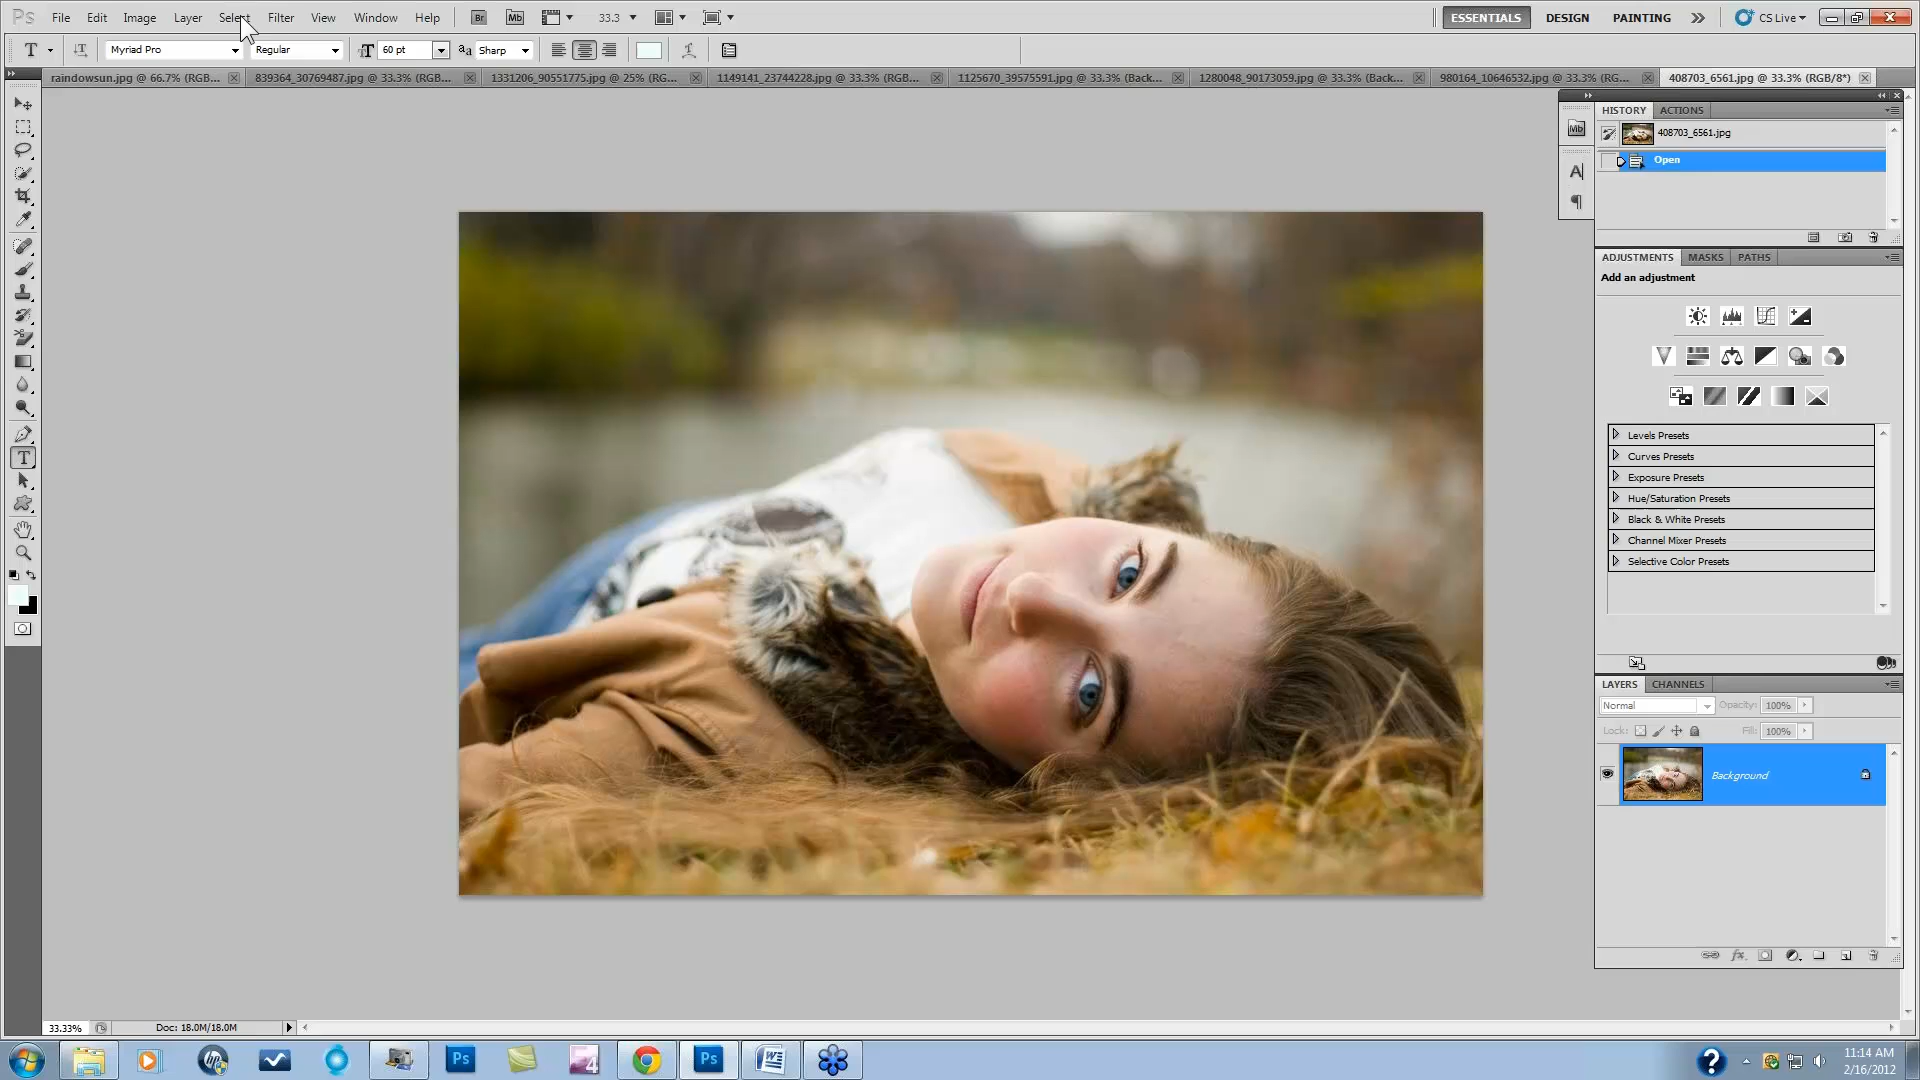 Ps File Edit Image Layer Select Filter View Window Help Br Mb 33.3 ESSENTIALS DESIGN PAINTING CS Live
T Myriad Pro Regular 60 pt Sharp
raindowsun.jpg @ 66.7% (RGB... 839364_30769487.jpg @ 33.3% (RGB... 1331206_90551775.jpg @ 25% (RG... 1149141_23744228.jpg @ 33.3% (RGB... 1125670_39575591.jpg @ 33.3% (Back... 1280048_90173059.jpg @ 33.3% (Back... 980164_10646532.jpg @ 33.3% (RG... 408703_6561.jpg @ 33.3% (RGB/8*)
HISTORY ACTIONS
Mb
408703_6561.jpg
Open
A
ADJUSTMENTS MASKS PATHS
Add an adjustment
Levels Presets
Curves Presets
Exposure Presets
Hue/Saturation Presets
Black & White Presets
Channel Mixer Presets
Selective Color Presets
LAYERS CHANNELS
Normal Opacity: 100%
Lock: Fill: 100%
Background
33.33% Doc: 18.0M/18.0M
11:14 AM
2/16/2012